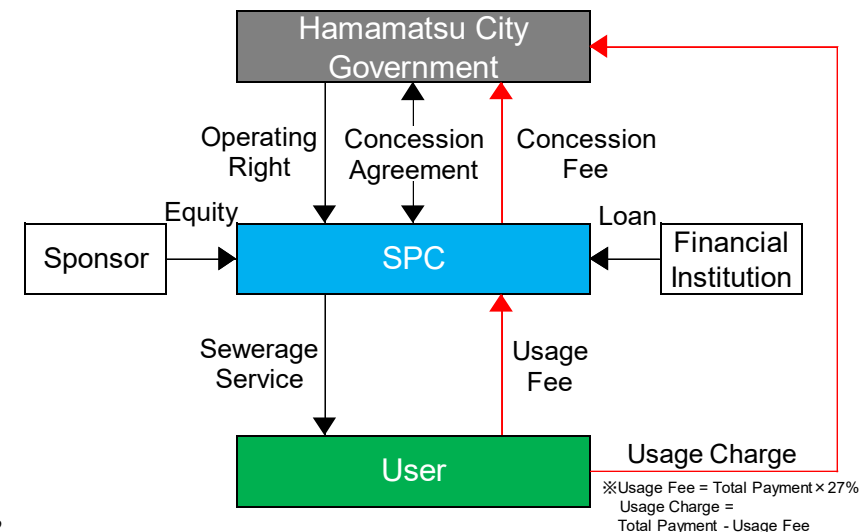 Hamamatsu City
Government
Operating
Right
Concession
Agreement
Concession
Fee
Equity
Loan
Sponsor
SPC
Financial
Institution
Sewerage
Service
Usage
Fee
User
Usage Charge
※Usage Fee = Total Payment×27%
Usage Charge =
Total Payment - Usage Fee